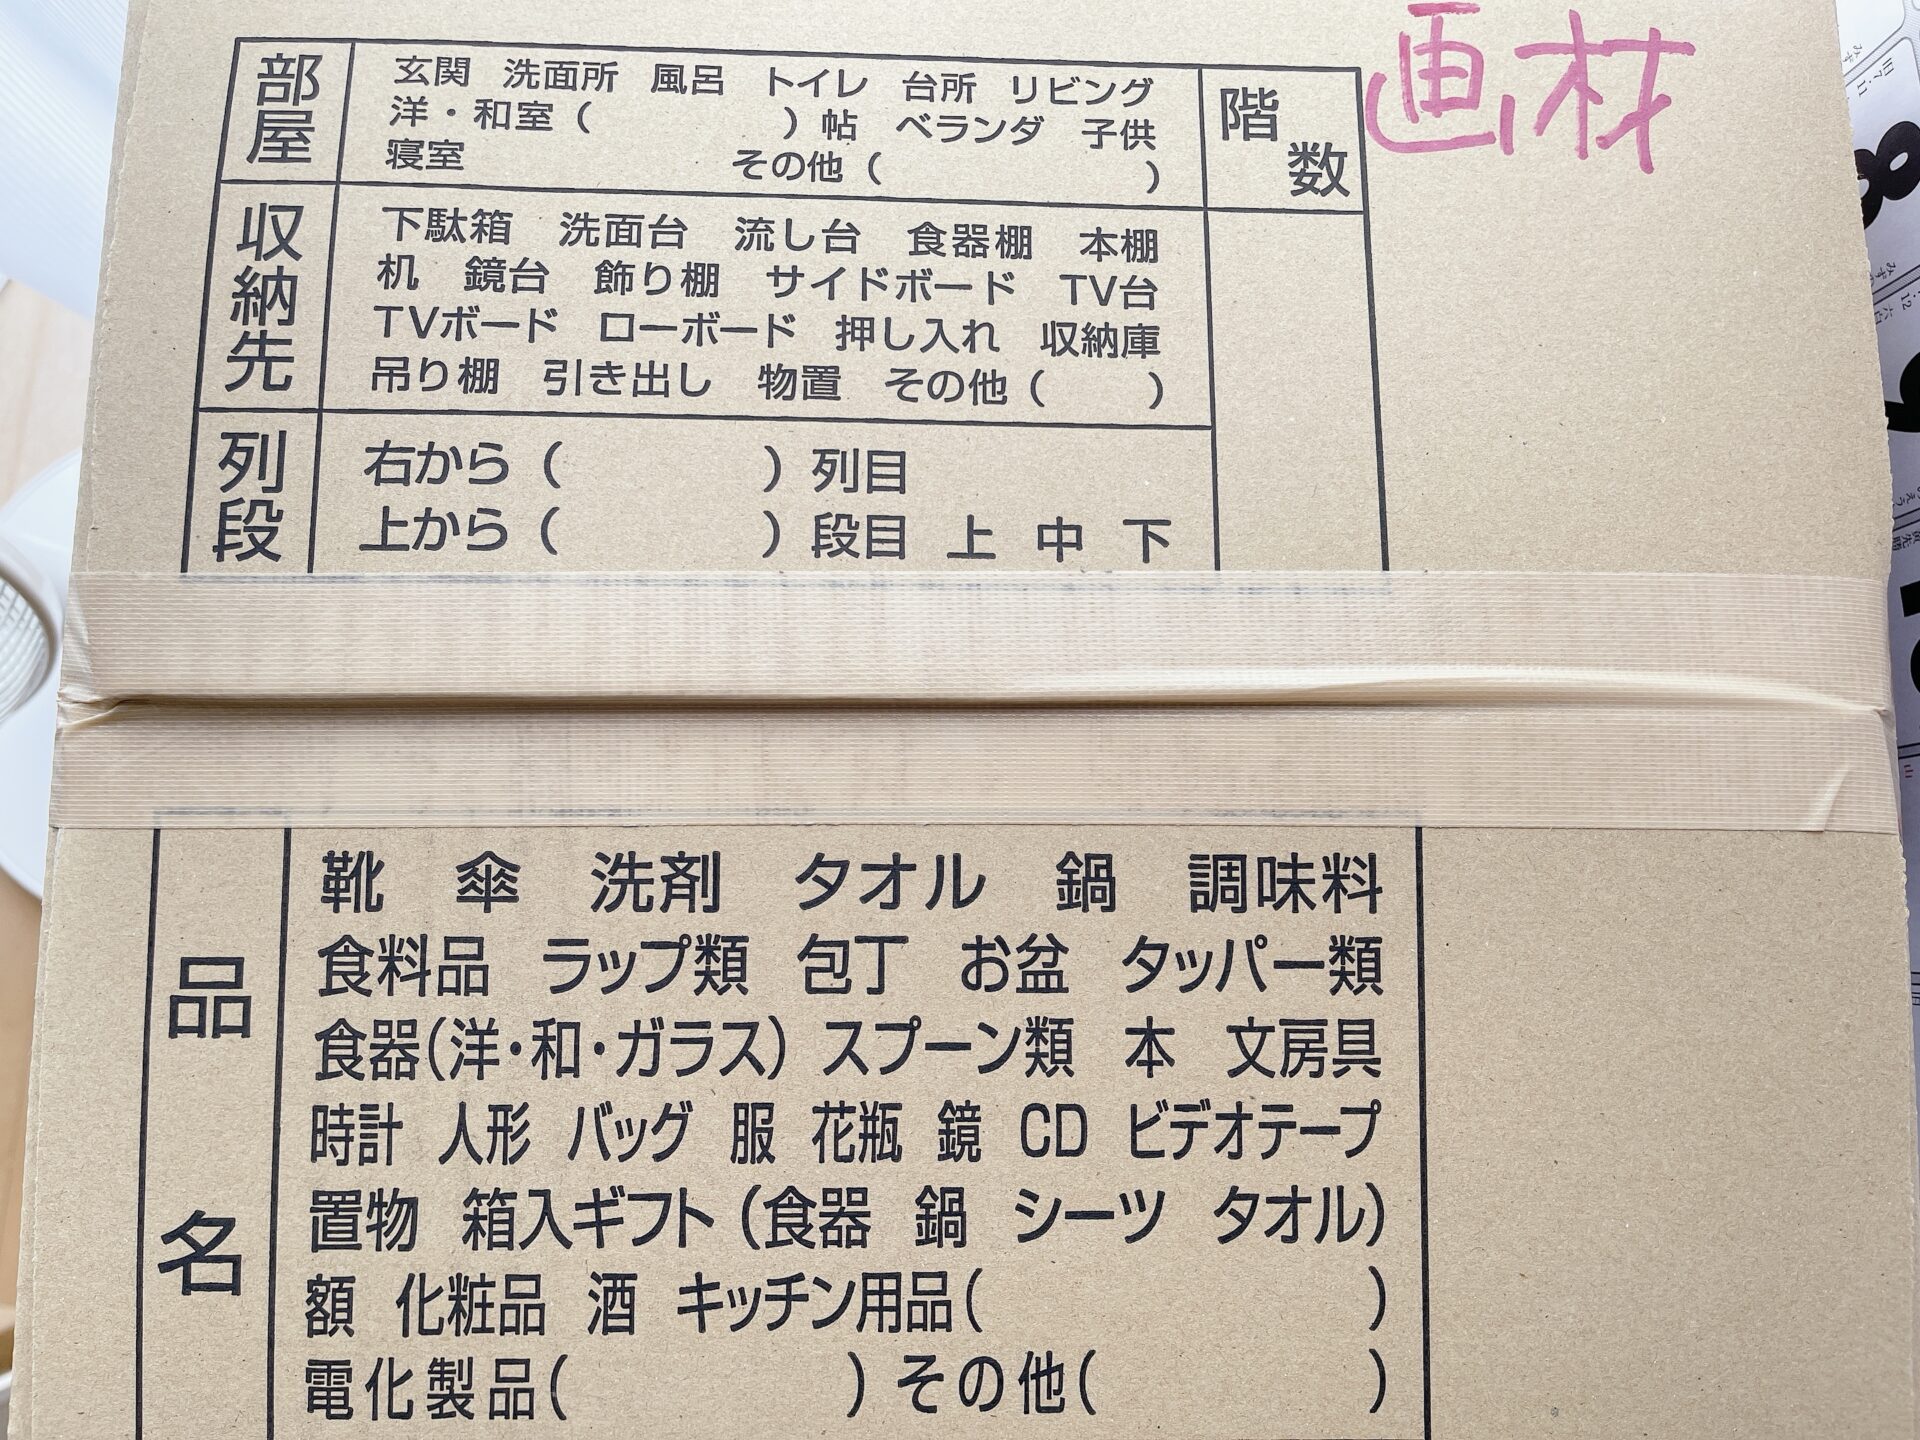 画材
部屋
玄関 洗面所 風呂 トイレ 台所 リビング
洋・和室（ ）帖 ベランダ 子供
寝室 その他（ ）
階数
収納先
下駄箱 洗面台 流し台 食器棚 本棚
机 鏡台 飾り棚 サイドボード TV台
TVボード ローボード 押し入れ 収納庫
吊り棚 引き出し 物置 その他（ ）
列段
右から（ ）列目
上から（ ）段目 上 中 下
品名
靴 傘 洗剤 タオル 鍋 調味料
食料品 ラップ類 包丁 お盆 タッパー類
食器(洋・和・ガラス) スプーン類 本 文房具
時計 人形 バッグ 服 花瓶 鏡 CD ビデオテープ
置物 箱入ギフト(食器 鍋 シーツ タオル)
額 化粧品 酒 キッチン用品( )
電化製品( ) その他( )